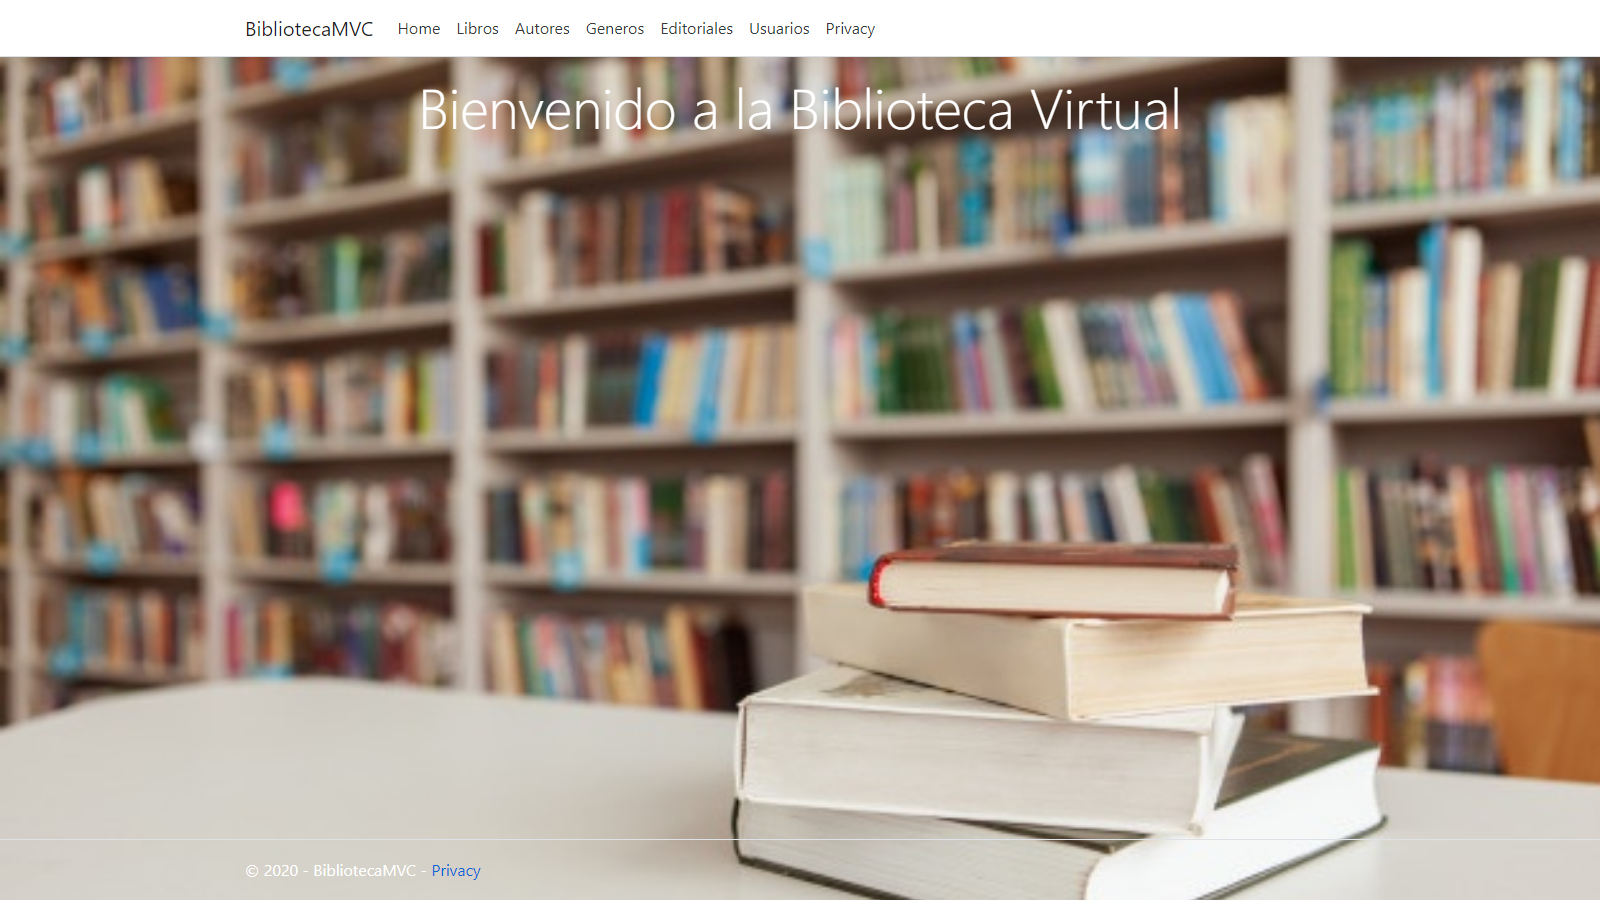 BibliotecaMVC Home Libros Autores Generos Editoriales Usuarios Privacy
Bienvenido a la Biblioteca Virtual
© 2020 - BibliotecaMVC - Privacy